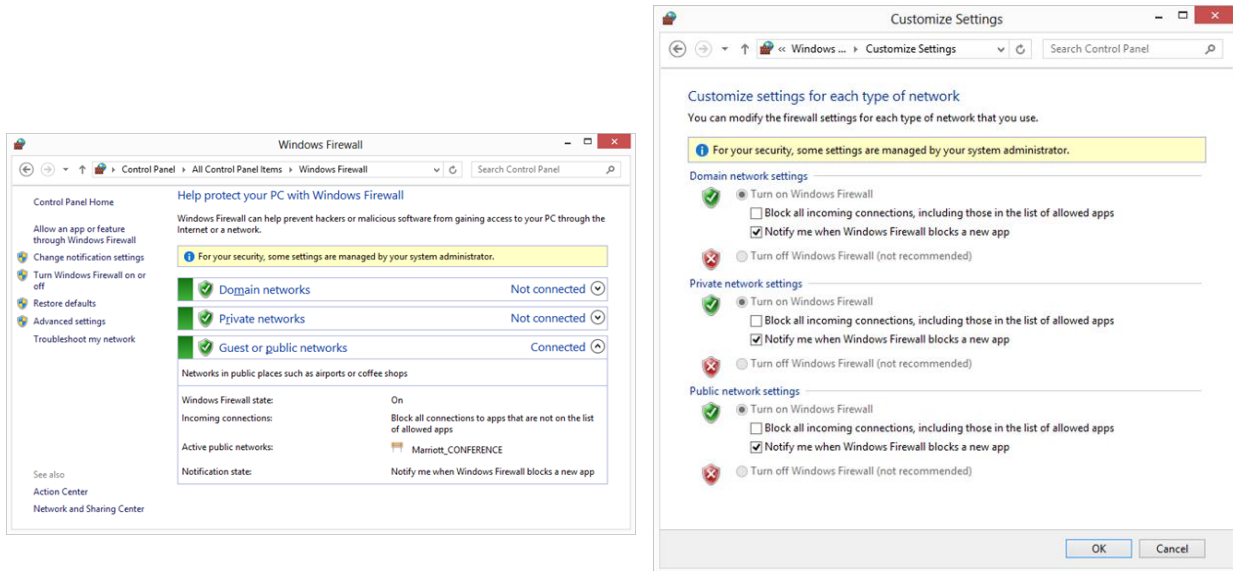 Windows Firewall
Control Panel ▸ All Control Panel Items ▸ Windows Firewall
Search Control Panel
Control Panel Home
Allow an app or feature
through Windows Firewall
Change notification settings
Turn Windows Firewall on or
off
Restore defaults
Advanced settings
Troubleshoot my network
See also
Action Center
Network and Sharing Center
Help protect your PC with Windows Firewall
Windows Firewall can help prevent hackers or malicious software from gaining access to your PC through the
Internet or a network.
For your security, some settings are managed by your system administrator.
Domain networks Not connected
Private networks Not connected
Guest or public networks Connected
Networks in public places such as airports or coffee shops
Windows Firewall state: On
Incoming connections: Block all connections to apps that are not on the list
of allowed apps
Active public networks: Marriott_CONFERENCE
Notification state: Notify me when Windows Firewall blocks a new app
Customize Settings
« Windows ... ▸ Customize Settings
Search Control Panel
Customize settings for each type of network
You can modify the firewall settings for each type of network that you use.
For your security, some settings are managed by your system administrator.
Domain network settings
Turn on Windows Firewall
Block all incoming connections, including those in the list of allowed apps
Notify me when Windows Firewall blocks a new app
Turn off Windows Firewall (not recommended)
Private network settings
Turn on Windows Firewall
Block all incoming connections, including those in the list of allowed apps
Notify me when Windows Firewall blocks a new app
Turn off Windows Firewall (not recommended)
Public network settings
Turn on Windows Firewall
Block all incoming connections, including those in the list of allowed apps
Notify me when Windows Firewall blocks a new app
Turn off Windows Firewall (not recommended)
OK Cancel